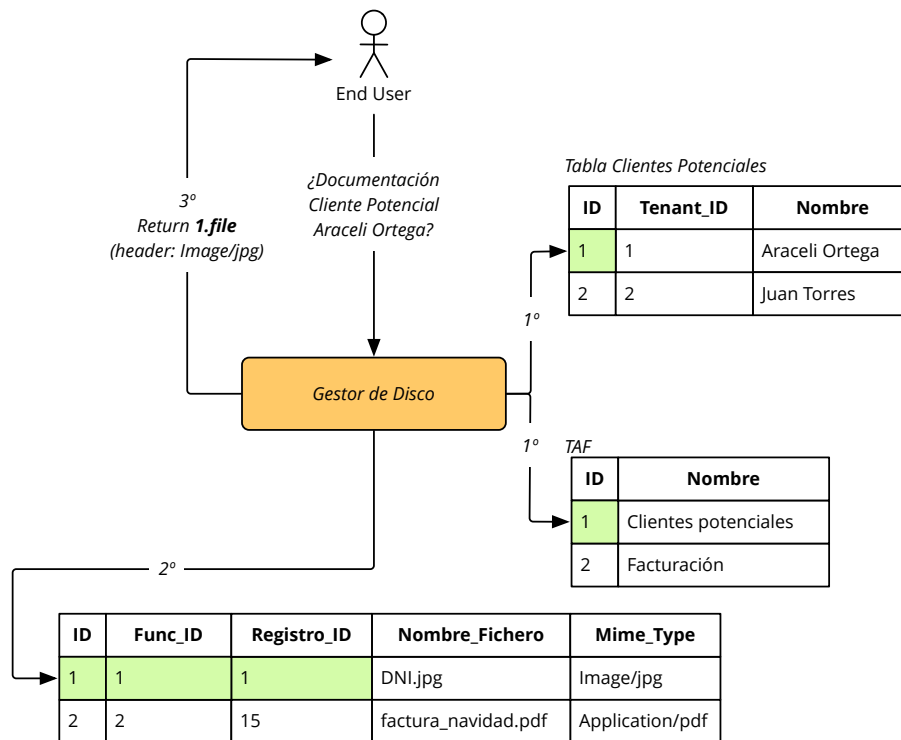 End User
¿Documentación
Cliente Potencial
Araceli Ortega?
3º
Return 1.file
(header: Image/jpg)
Tabla Clientes Potenciales
ID Tenant_ID Nombre
1 1 Araceli Ortega
2 2 Juan Torres
1º
Gestor de Disco
1º
TAF
ID Nombre
1 Clientes potenciales
2 Facturación
2º
ID Func_ID Registro_ID Nombre_Fichero Mime_Type
1 1 1 DNI.jpg Image/jpg
2 2 15 factura_navidad.pdf Application/pdf